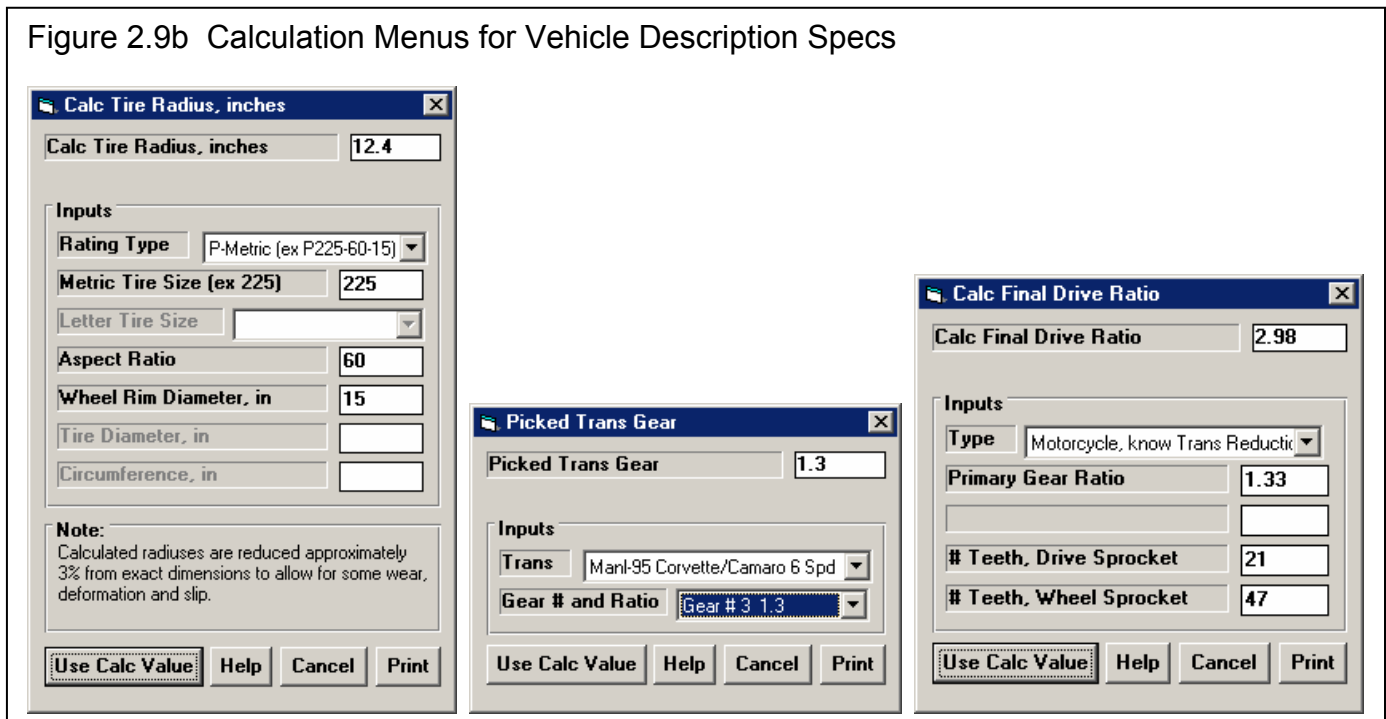 Figure 2.9b  Calculation Menus for Vehicle Description Specs
Calc Tire Radius, inches
Calc Tire Radius, inches 12.4
Inputs
Rating Type P-Metric (ex P225-60-15)
Metric Tire Size (ex 225) 225
Letter Tire Size
Aspect Ratio 60
Wheel Rim Diameter, in 15
Tire Diameter, in
Circumference, in
Note:
Calculated radiuses are reduced approximately
3% from exact dimensions to allow for some wear,
deformation and slip.
Use Calc Value Help Cancel Print
Picked Trans Gear
Picked Trans Gear 1.3
Inputs
Trans Manl-95 Corvette/Camaro 6 Spd
Gear # and Ratio Gear # 3 1.3
Use Calc Value Help Cancel Print
Calc Final Drive Ratio
Calc Final Drive Ratio 2.98
Inputs
Type Motorcycle, know Trans Reductic
Primary Gear Ratio 1.33
# Teeth, Drive Sprocket 21
# Teeth, Wheel Sprocket 47
Use Calc Value Help Cancel Print